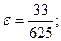 ε = 33/625;